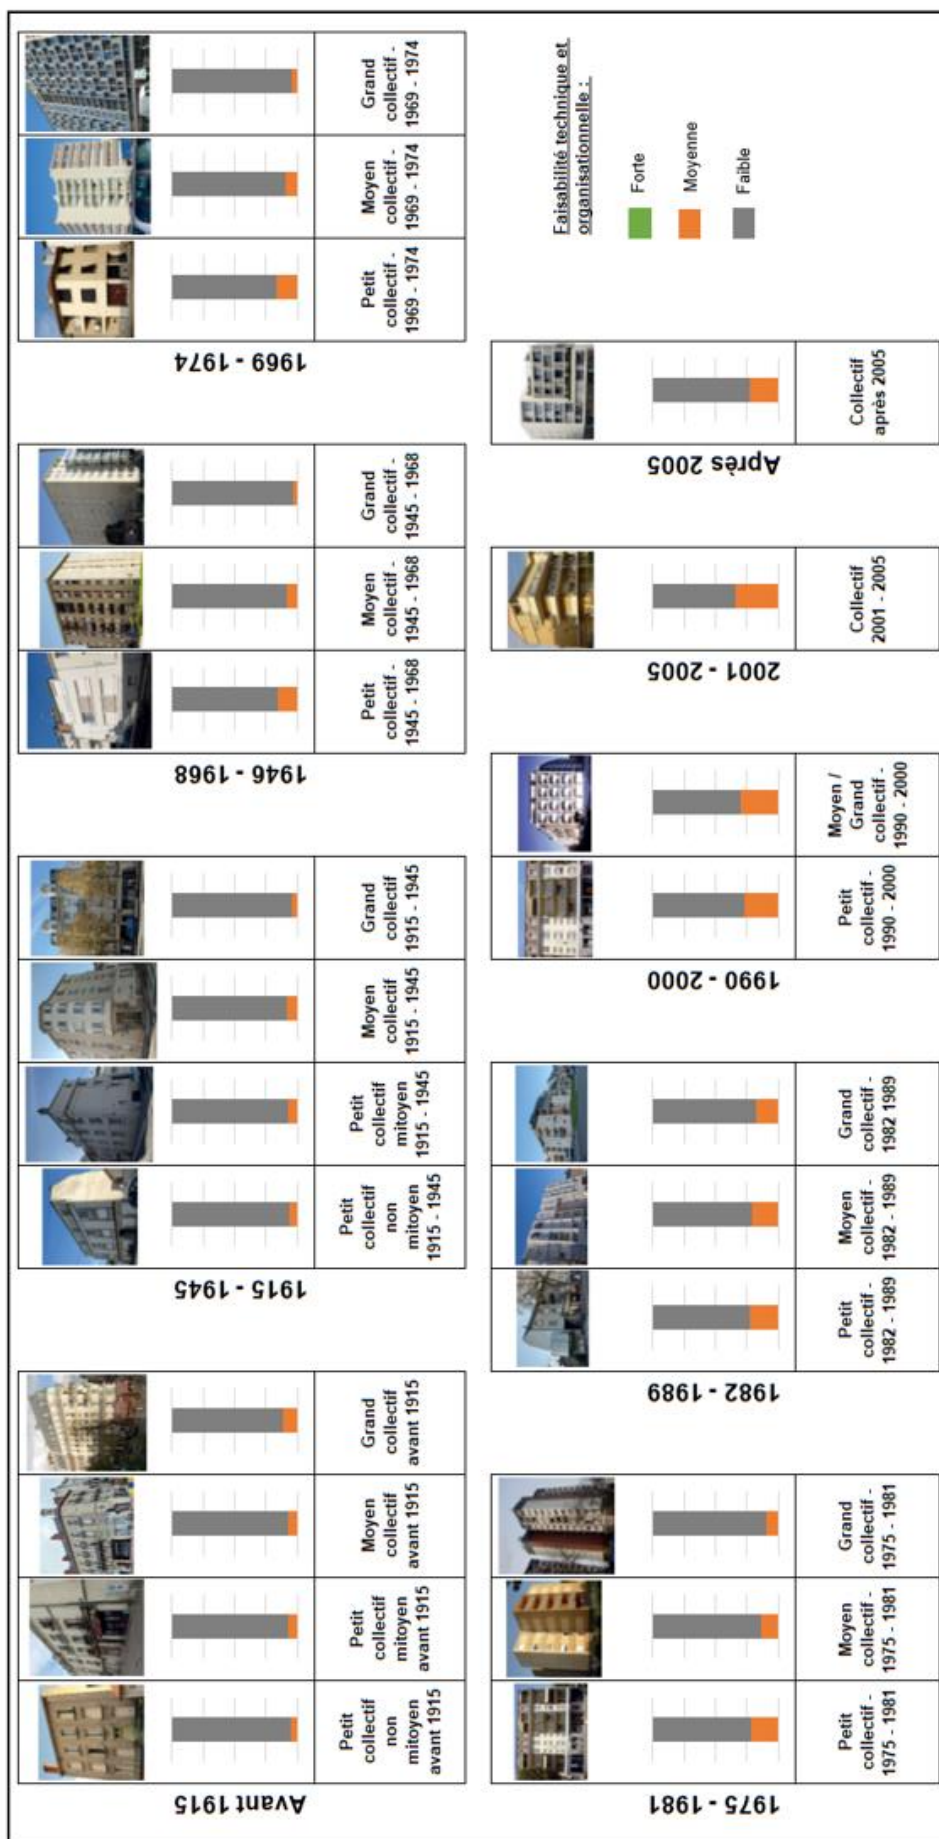 Avant 1915
Petit
collectif
non
mitoyen
avant 1915
Petit
collectif
mitoyen
avant 1915
Moyen
collectif
avant 1915
Grand
collectif
avant 1915
1915 - 1945
Petit
collectif
non
mitoyen
1915 - 1945
Petit
collectif
mitoyen
1915 - 1945
Moyen
collectif
1915 - 1945
Grand
collectif
1915 - 1945
1946 - 1968
Petit
collectif -
1945 - 1968
Moyen
collectif -
1945 - 1968
Grand
collectif -
1945 - 1968
1969 - 1974
Petit
collectif -
1969 - 1974
Moyen
collectif -
1969 - 1974
Grand
collectif -
1969 - 1974
1975 - 1981
Petit
collectif -
1975 - 1981
Moyen
collectif -
1975 - 1981
Grand
collectif -
1975 - 1981
1982 - 1989
Petit
collectif -
1982 - 1989
Moyen
collectif -
1982 - 1989
Grand
collectif -
1982 1989
1990 - 2000
Petit
collectif -
1990 - 2000
Moyen /
Grand
collectif -
1990 - 2000
2001 - 2005
Collectif
2001 - 2005
Après 2005
Collectif
après 2005
Faisabilité technique et
organisationnelle :
Forte
Moyenne
Faible